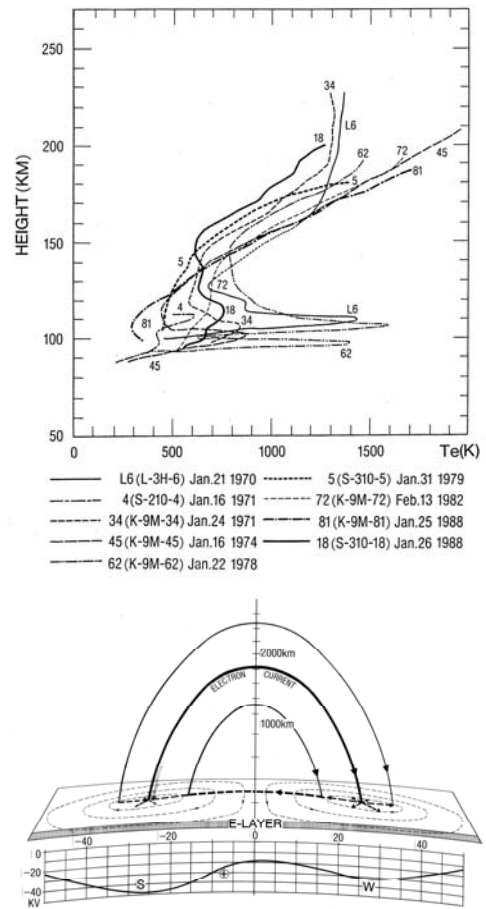 250
200
150
100
50
HEIGHT (KM)
34
L6
18
62
72
45
5
81
5
72
4
18
34
L6
81
45
62
0
500
1000
1500
Te(K)
L6 (L-3H-6) Jan.21 1970
5 (S-310-5) Jan.31 1979
4 (S-210-4) Jan.16 1971
72 (K-9M-72) Feb.13 1982
34 (K-9M-34) Jan.24 1971
81 (K-9M-81) Jan.25 1988
45 (K-9M-45) Jan.16 1974
18 (S-310-18) Jan.26 1988
62 (K-9M-62) Jan.22 1978
2000km
ELECTRON CURRENT
1000km
E-LAYER
-40 -20 0 20 40
0
-20
-40
KV
S
W